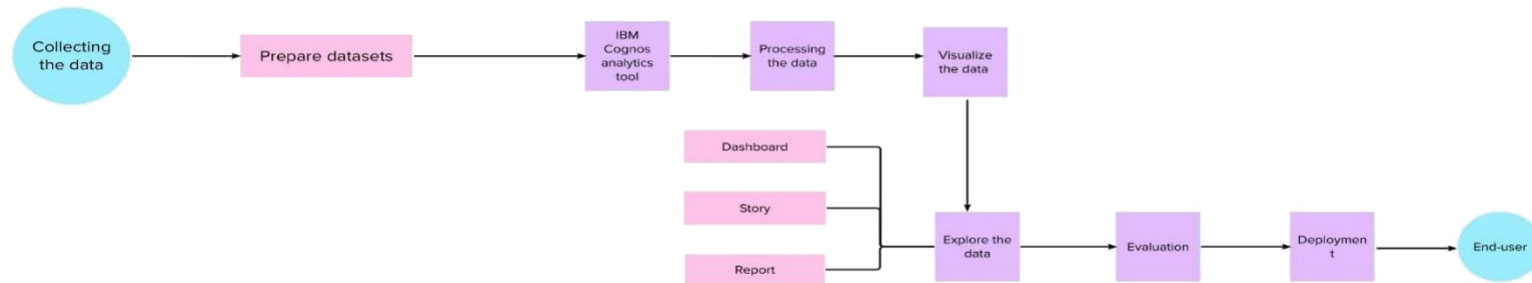 Collecting
the data
Prepare datasets
IBM
Cognos
analytics
tool
Processing
the data
Visualize
the data
Dashboard
Story
Report
Explore the
data
Evaluation
Deploymen
t
End-user